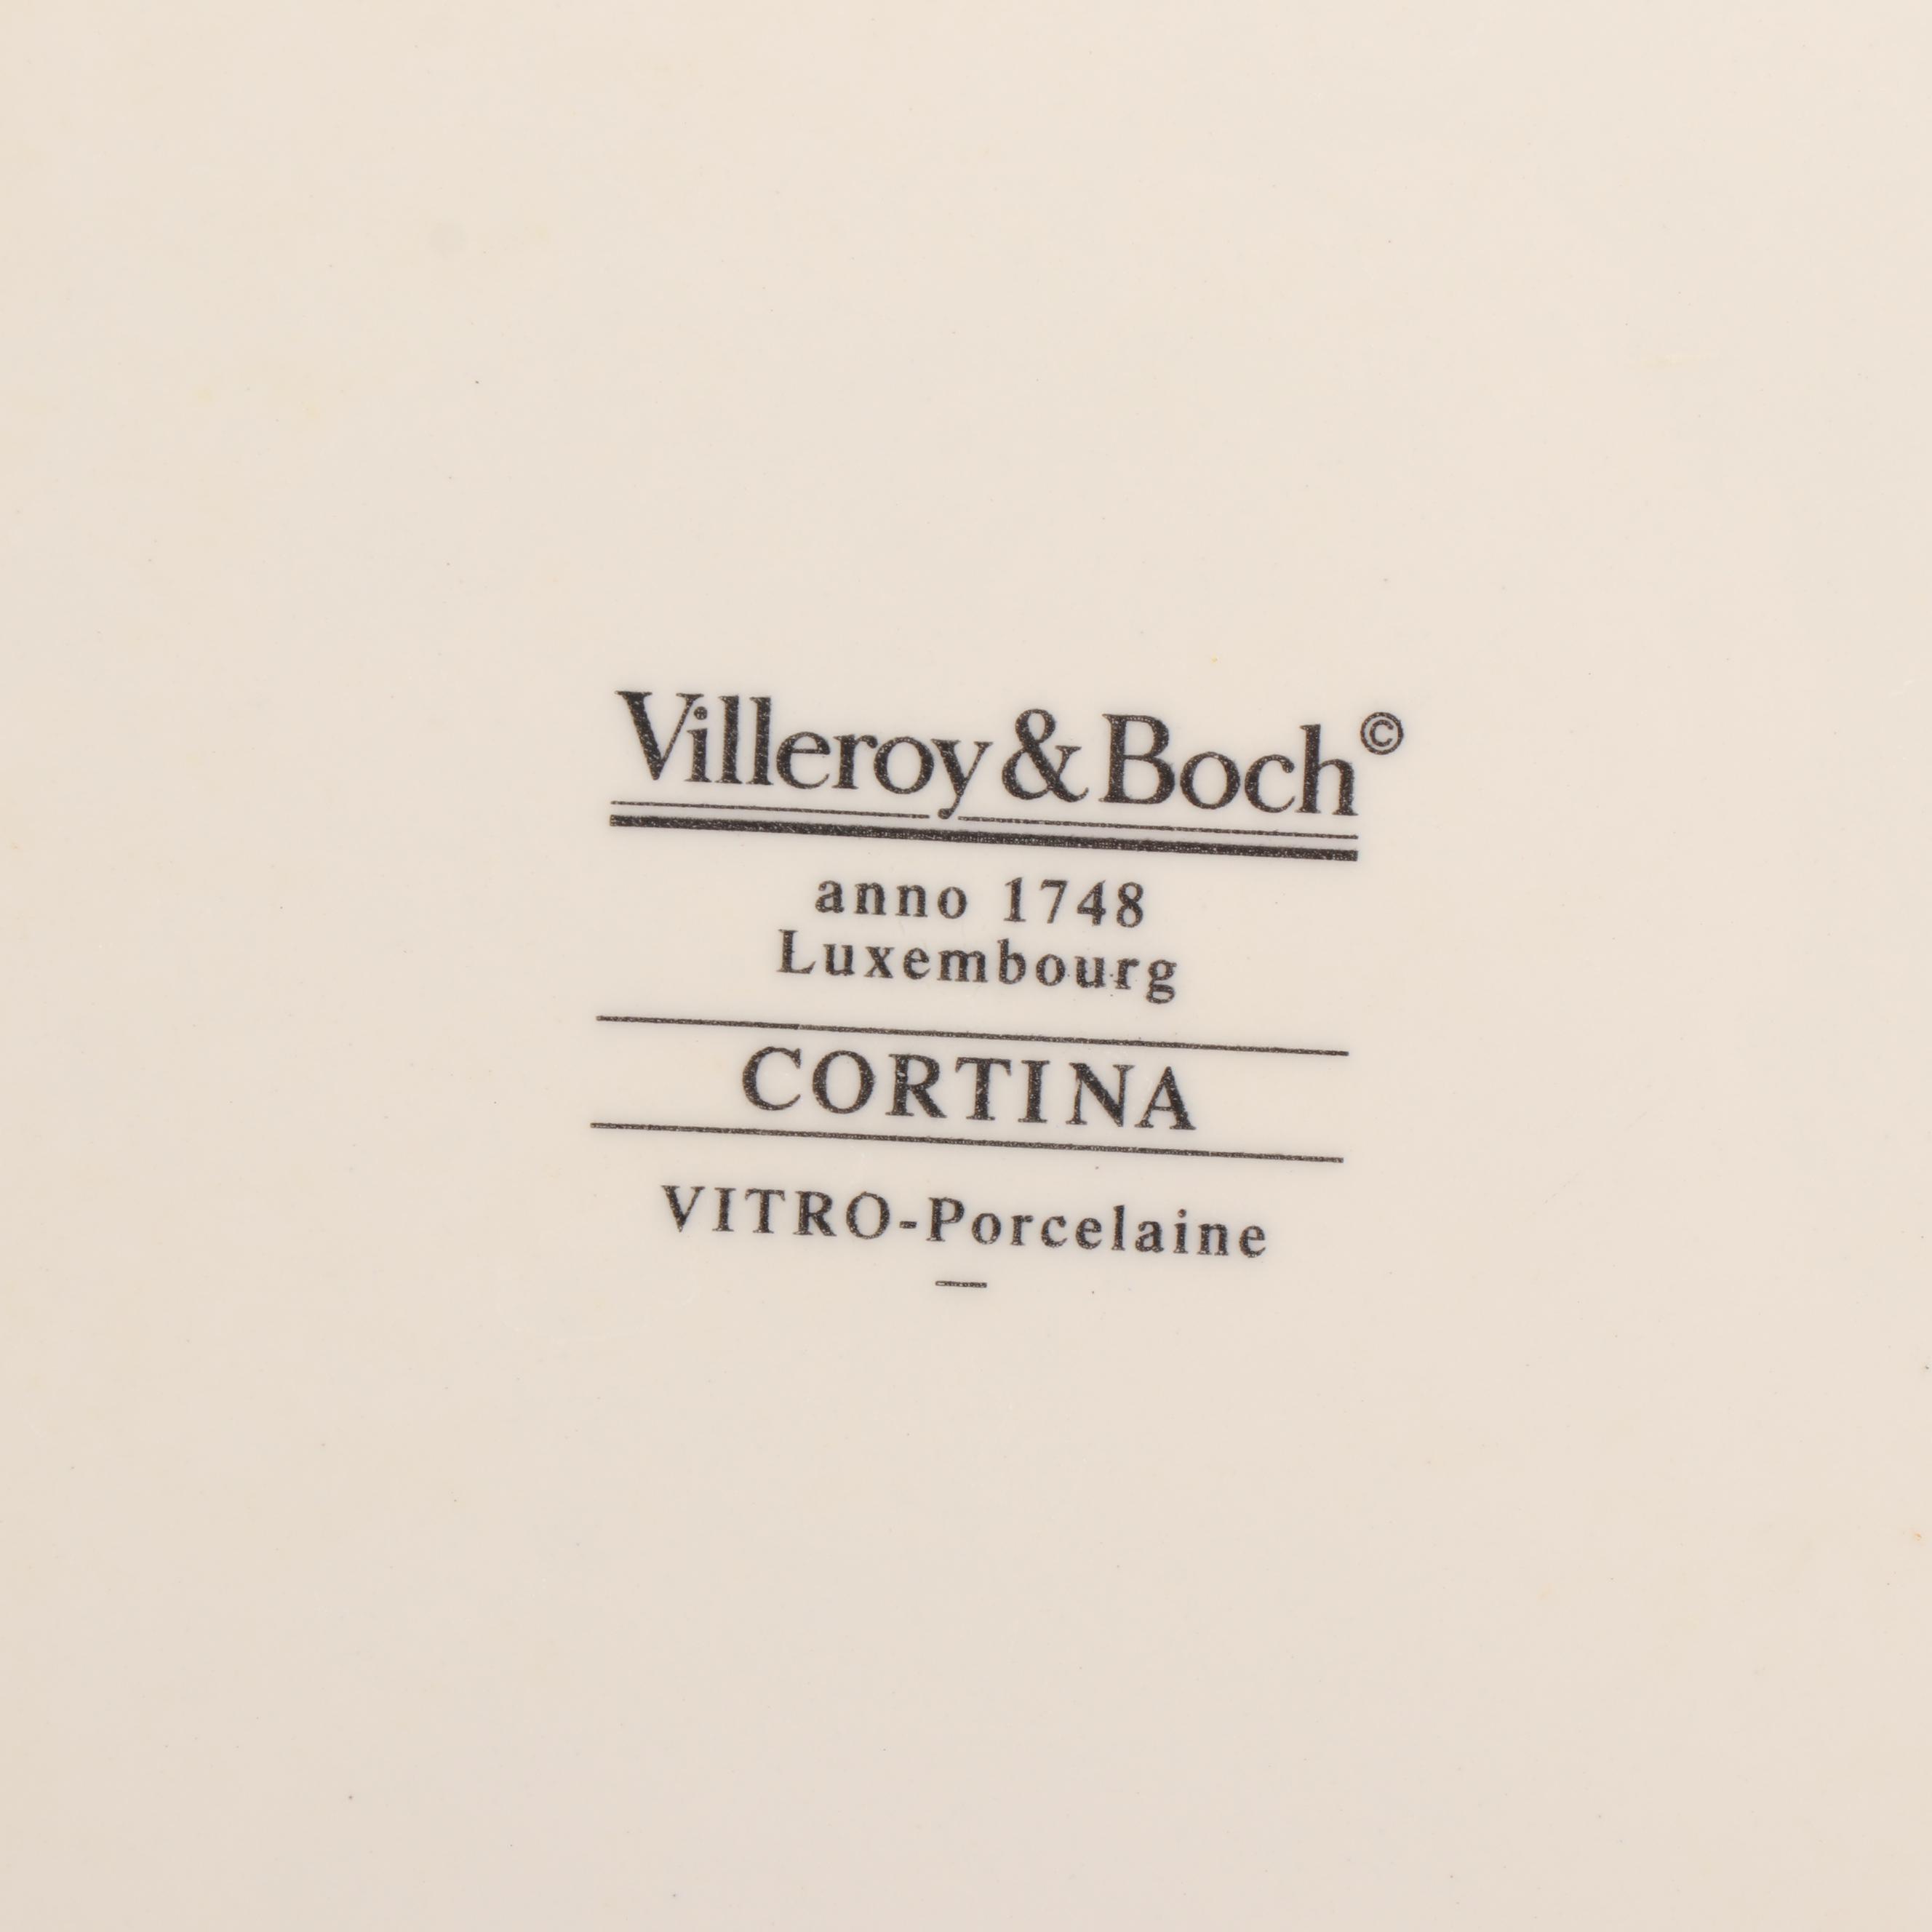 Villeroy & Boch©
anno 1748
Luxembourg
CORTINA
VITRO-Porcelaine